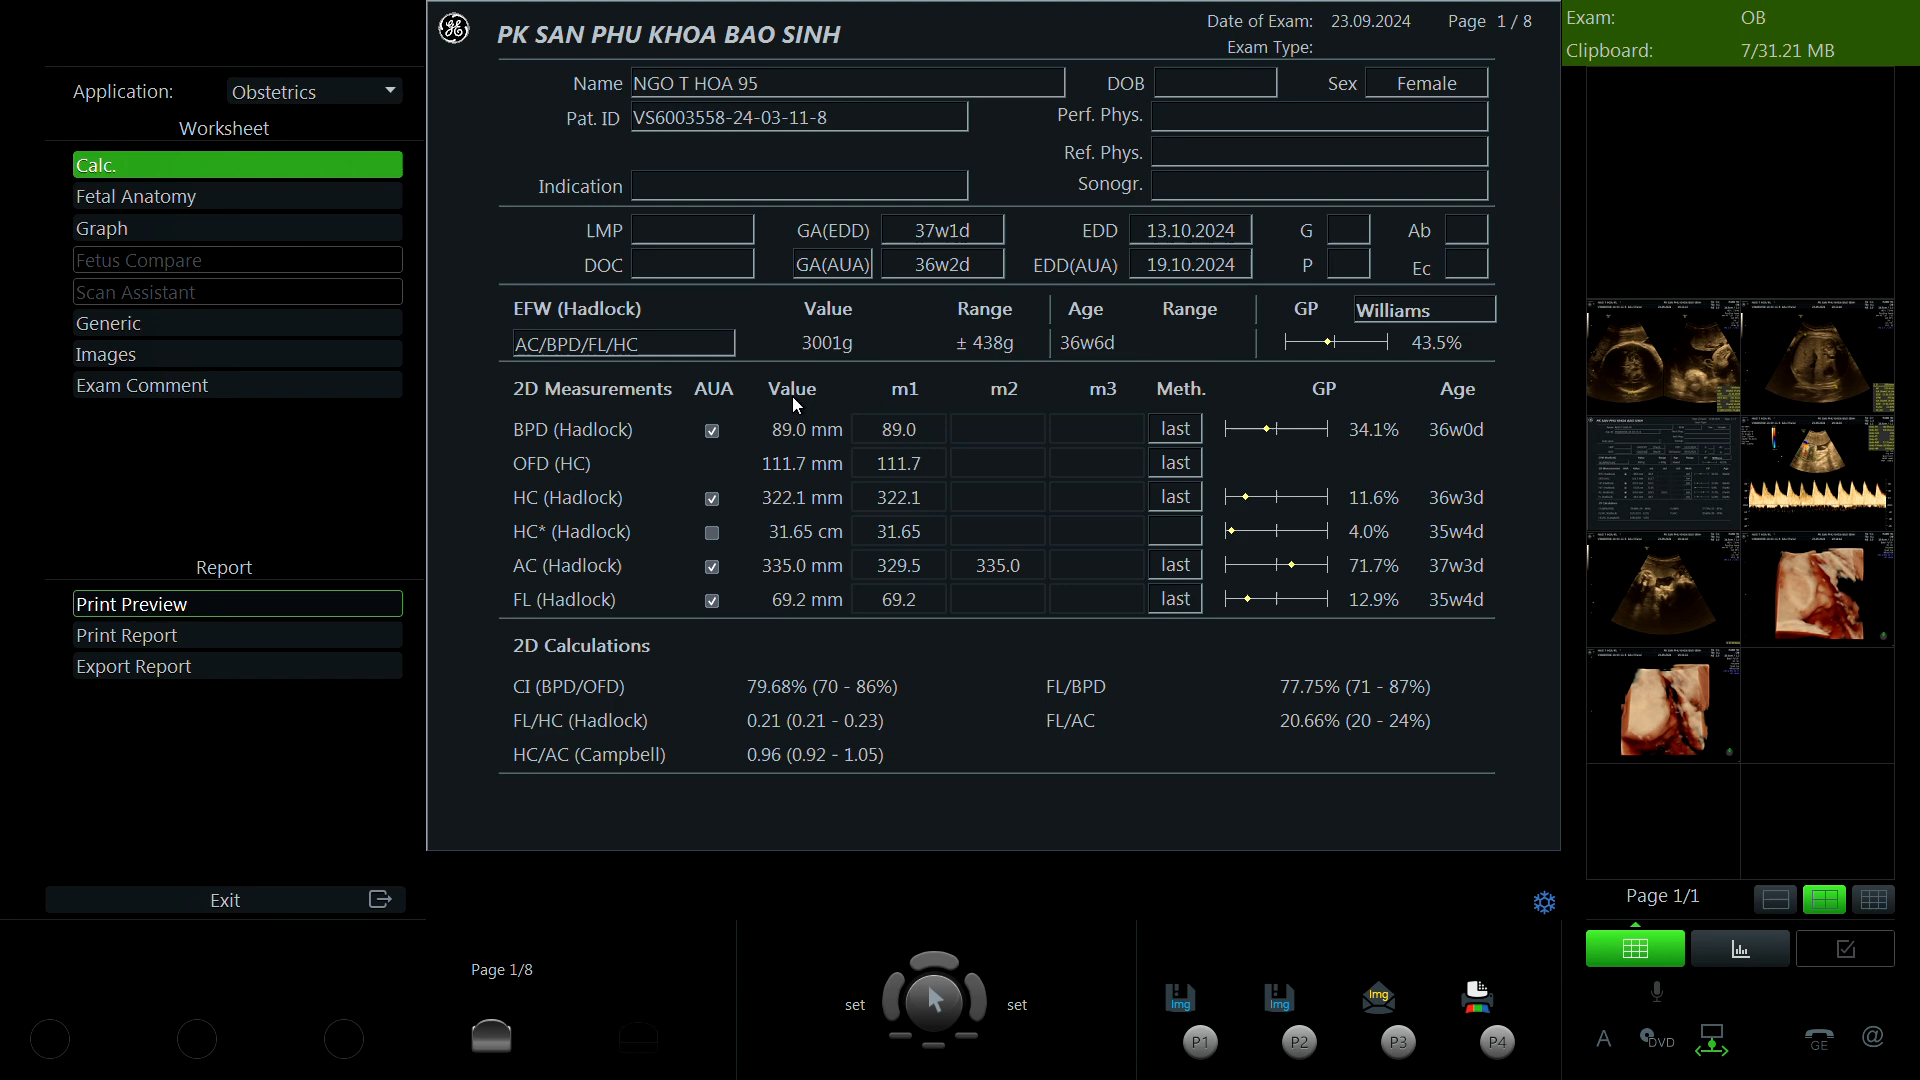 PK SAN PHU KHOA BAO SINH
Date of Exam: 23.09.2024 Page 1 / 8
Exam Type:
Exam: OB
Clipboard: 7/31.21 MB
Application: Obstetrics
Worksheet
Calc.
Fetal Anatomy
Graph
Fetus Compare
Scan Assistant
Generic
Images
Exam Comment
Report
Print Preview
Print Report
Export Report
Exit
Name NGO T HOA 95 DOB Sex Female
Pat. ID VS6003558-24-03-11-8 Perf. Phys.
Ref. Phys.
Indication Sonogr.
LMP GA(EDD) 37w1d EDD 13.10.2024 G Ab
DOC GA(AUA) 36w2d EDD(AUA) 19.10.2024 P Ec
EFW (Hadlock) Value Range Age Range GP Williams
AC/BPD/FL/HC 3001g ± 438g 36w6d 43.5%
2D Measurements AUA Value m1 m2 m3 Meth. GP Age
BPD (Hadlock) 89.0 mm 89.0 last 34.1% 36w0d
OFD (HC) 111.7 mm 111.7 last
HC (Hadlock) 322.1 mm 322.1 last 11.6% 36w3d
HC* (Hadlock) 31.65 cm 31.65 4.0% 35w4d
AC (Hadlock) 335.0 mm 329.5 335.0 last 71.7% 37w3d
FL (Hadlock) 69.2 mm 69.2 last 12.9% 35w4d
2D Calculations
CI (BPD/OFD) 79.68% (70 - 86%) FL/BPD 77.75% (71 - 87%)
FL/HC (Hadlock) 0.21 (0.21 - 0.23) FL/AC 20.66% (20 - 24%)
HC/AC (Campbell) 0.96 (0.92 - 1.05)
Page 1/1
Page 1/8
set set
Img Img Img
P1 P2 P3 P4
A DVD GE @